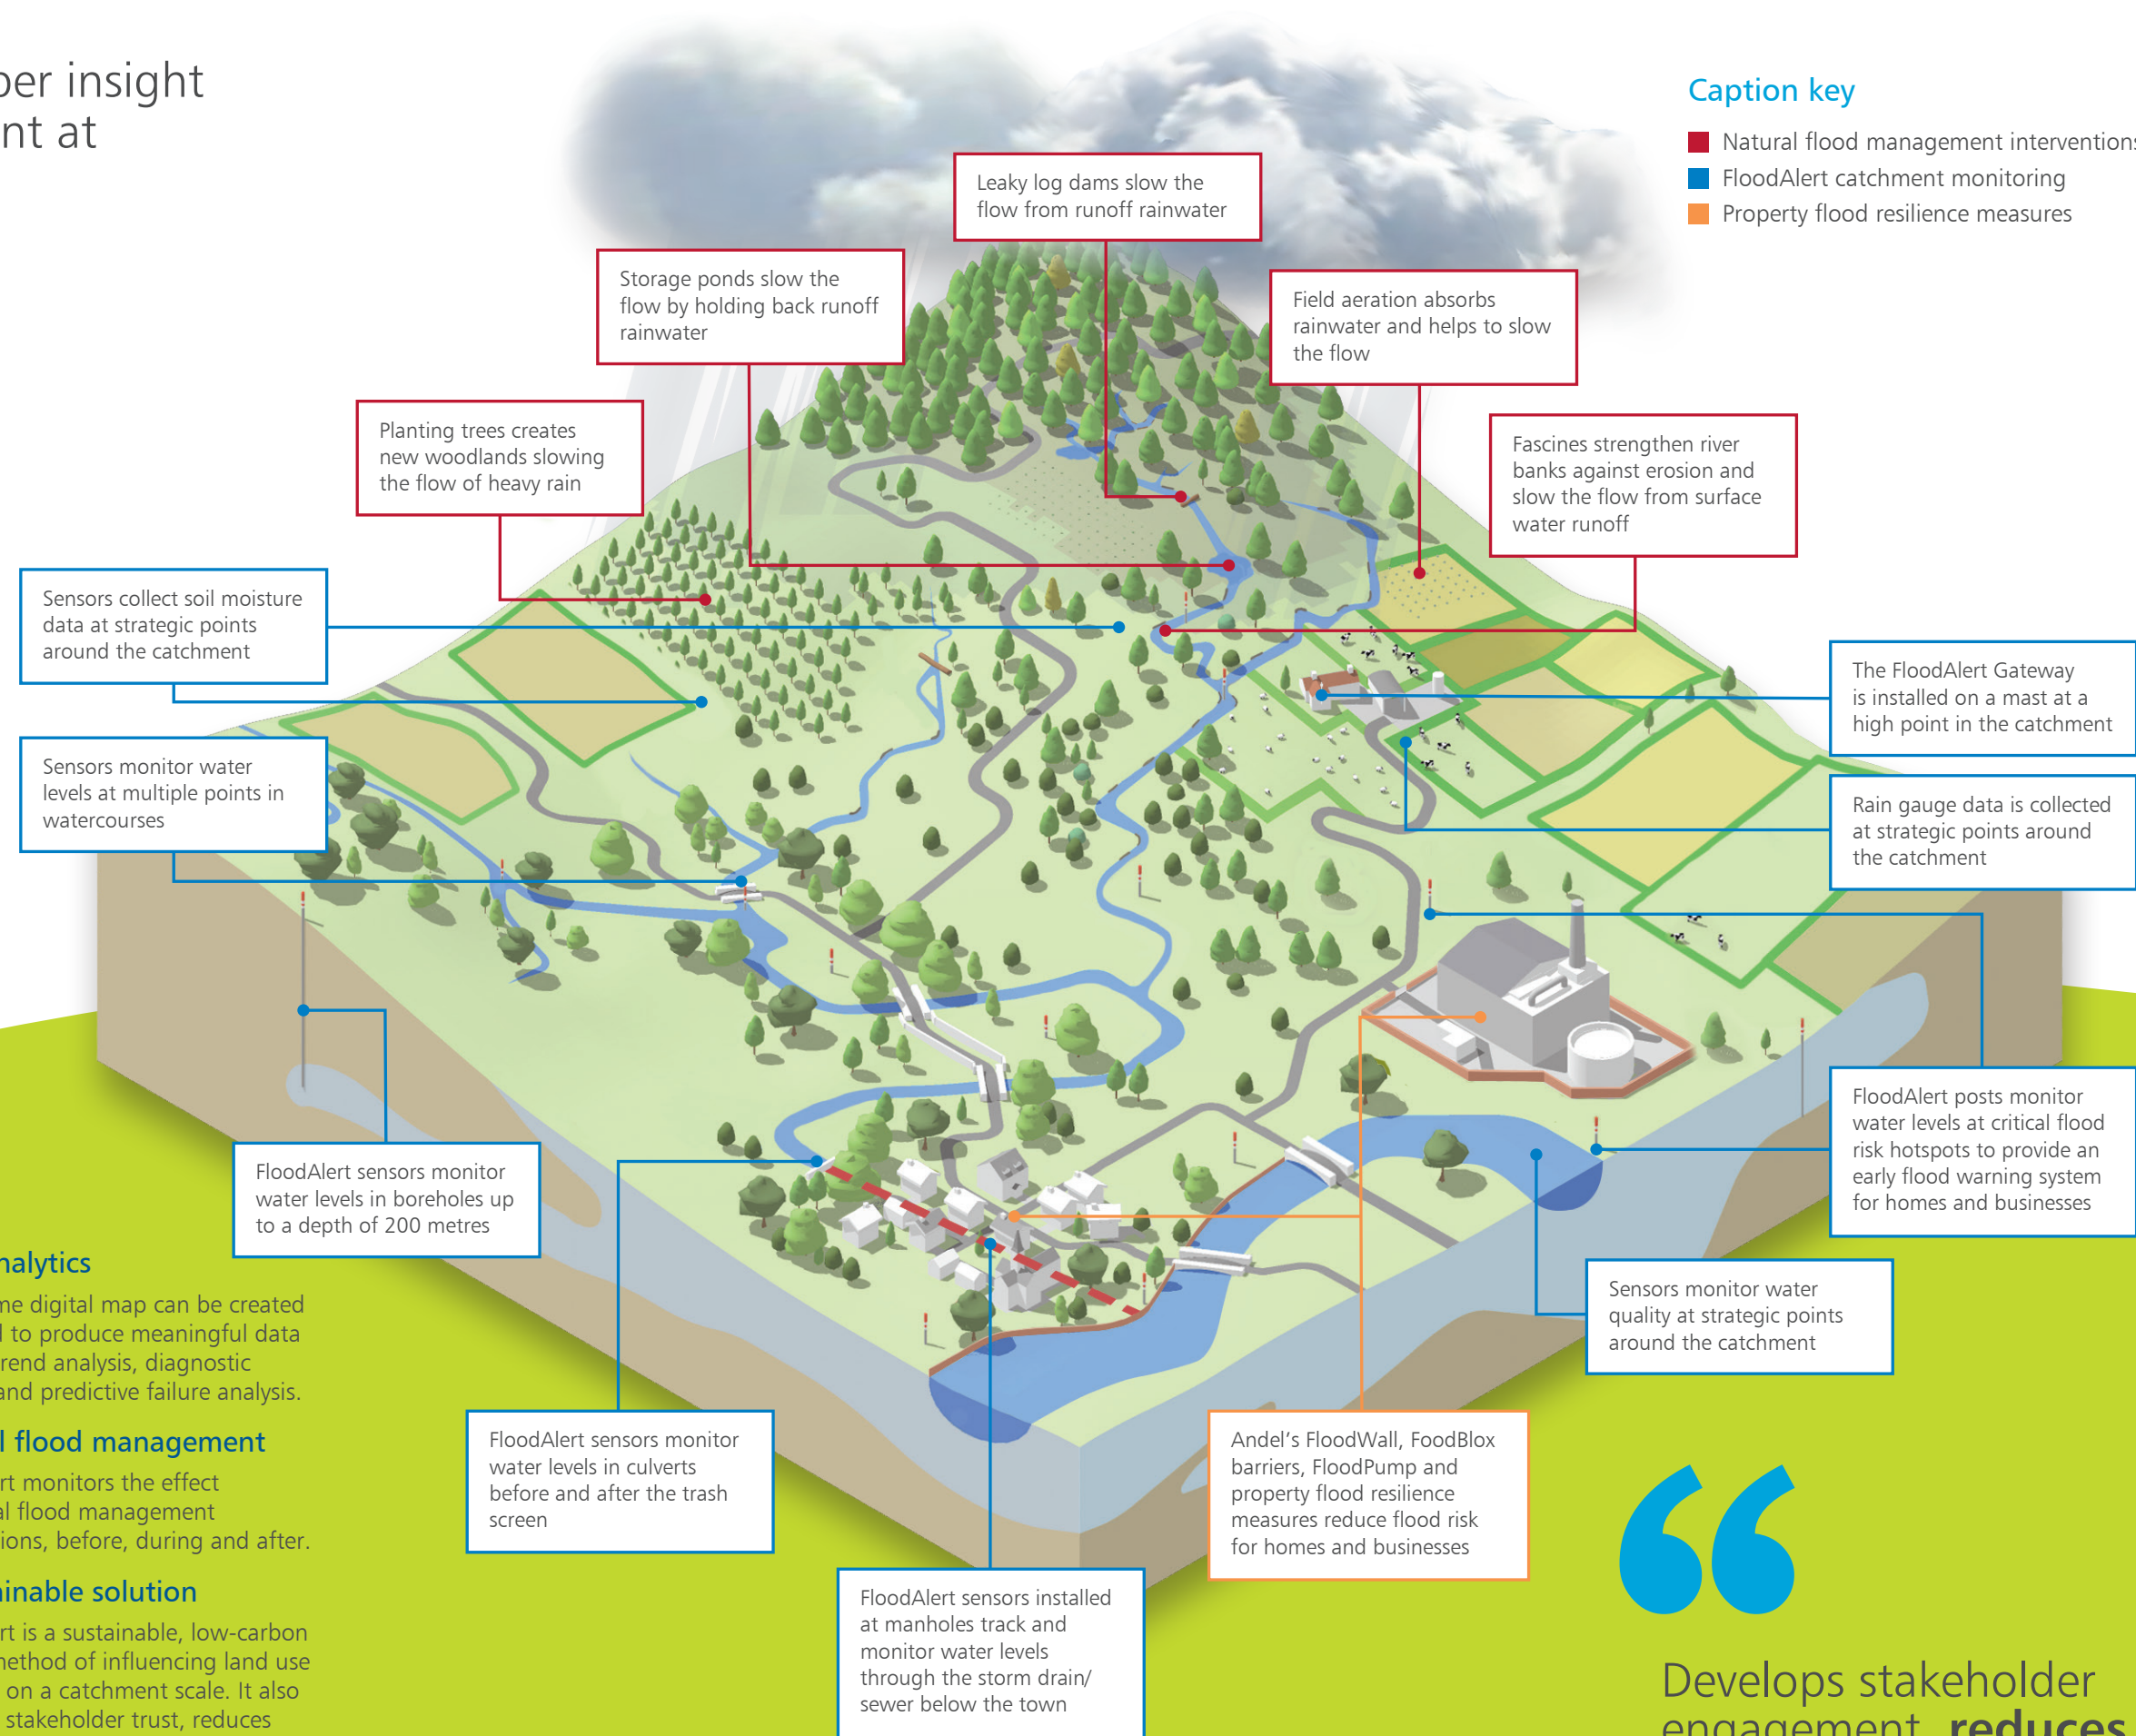 per insight
nt at
Caption key
Natural flood management interventions
FloodAlert catchment monitoring
Property flood resilience measures
Leaky log dams slow the
flow from runoff rainwater
Storage ponds slow the
flow by holding back runoff
rainwater
Field aeration absorbs
rainwater and helps to slow
the flow
Planting trees creates
new woodlands slowing
the flow of heavy rain
Fascines strengthen river
banks against erosion and
slow the flow from surface
water runoff
Sensors collect soil moisture
data at strategic points
around the catchment
The FloodAlert Gateway
is installed on a mast at a
high point in the catchment
Sensors monitor water
levels at multiple points in
watercourses
Rain gauge data is collected
at strategic points around
the catchment
FloodAlert posts monitor
water levels at critical flood
risk hotspots to provide an
early flood warning system
for homes and businesses
FloodAlert sensors monitor
water levels in boreholes up
to a depth of 200 metres
Sensors monitor water
quality at strategic points
around the catchment
nalytics
me digital map can be created
d to produce meaningful data
trend analysis, diagnostic
and predictive failure analysis.
l flood management
rt monitors the effect
al flood management
tions, before, during and after.
inable solution
rt is a sustainable, low-carbon
method of influencing land use
on a catchment scale. It also
stakeholder trust, reduces
FloodAlert sensors monitor
water levels in culverts
before and after the trash
screen
Andel's FloodWall, FoodBlox
barriers, FloodPump and
property flood resilience
measures reduce flood risk
for homes and businesses
FloodAlert sensors installed
at manholes track and
monitor water levels
through the storm drain/
sewer below the town
“
Develops stakeholder
engagement, reduces